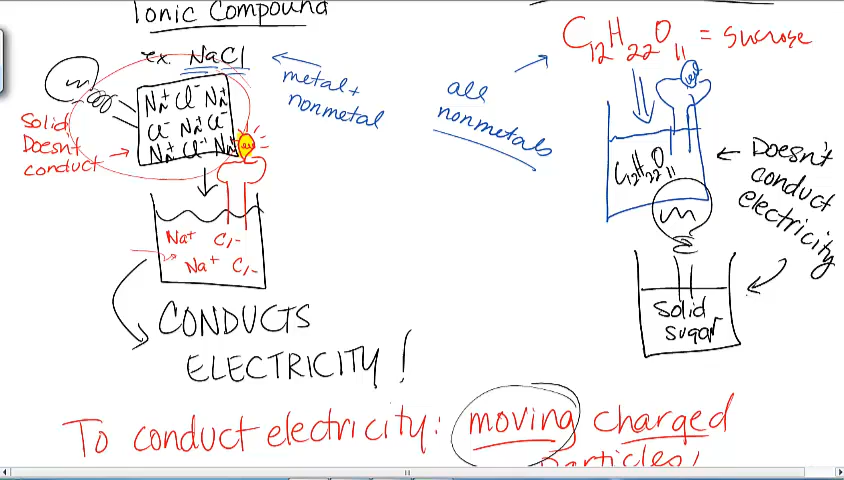 Ionic Compound
ex. NaCl
metal +
nonmetal
Na+ Cl- Na+
Cl- Na+ Cl-
Na+ Cl- Na+
Solid
Doesn't
conduct
Na+ Cl-
Na+ Cl-
CONDUCTS
ELECTRICITY!
all
nonmetals
C12H22O11 = sucrose
C12H22O11
Doesn't
conduct
electricity
Solid
sugar
To conduct electricity: moving charged
particles!